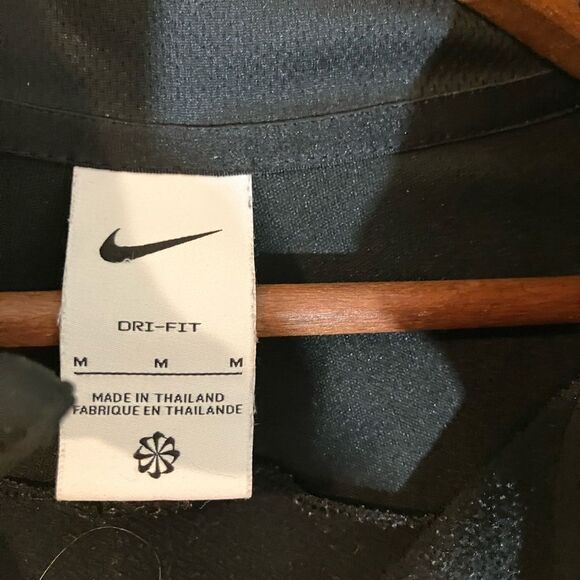 DRI-FIT
M M M
MADE IN THAILAND
FABRIQUE EN THAILANDE